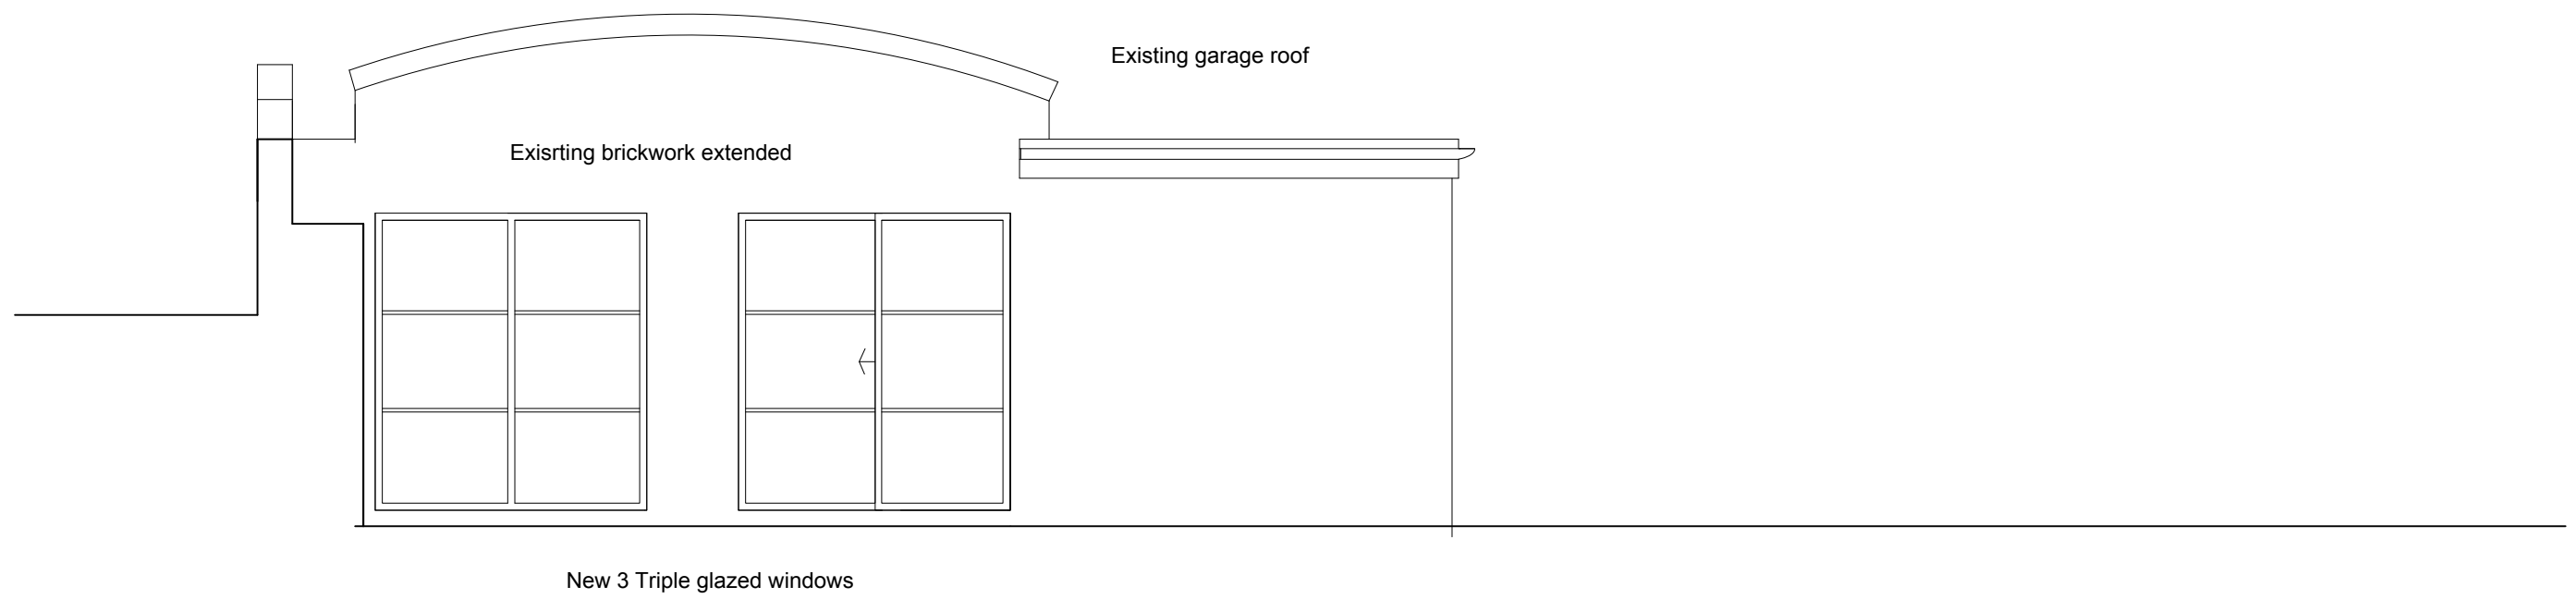 Existing garage roof
Exisrting brickwork extended
New 3 Triple glazed windows